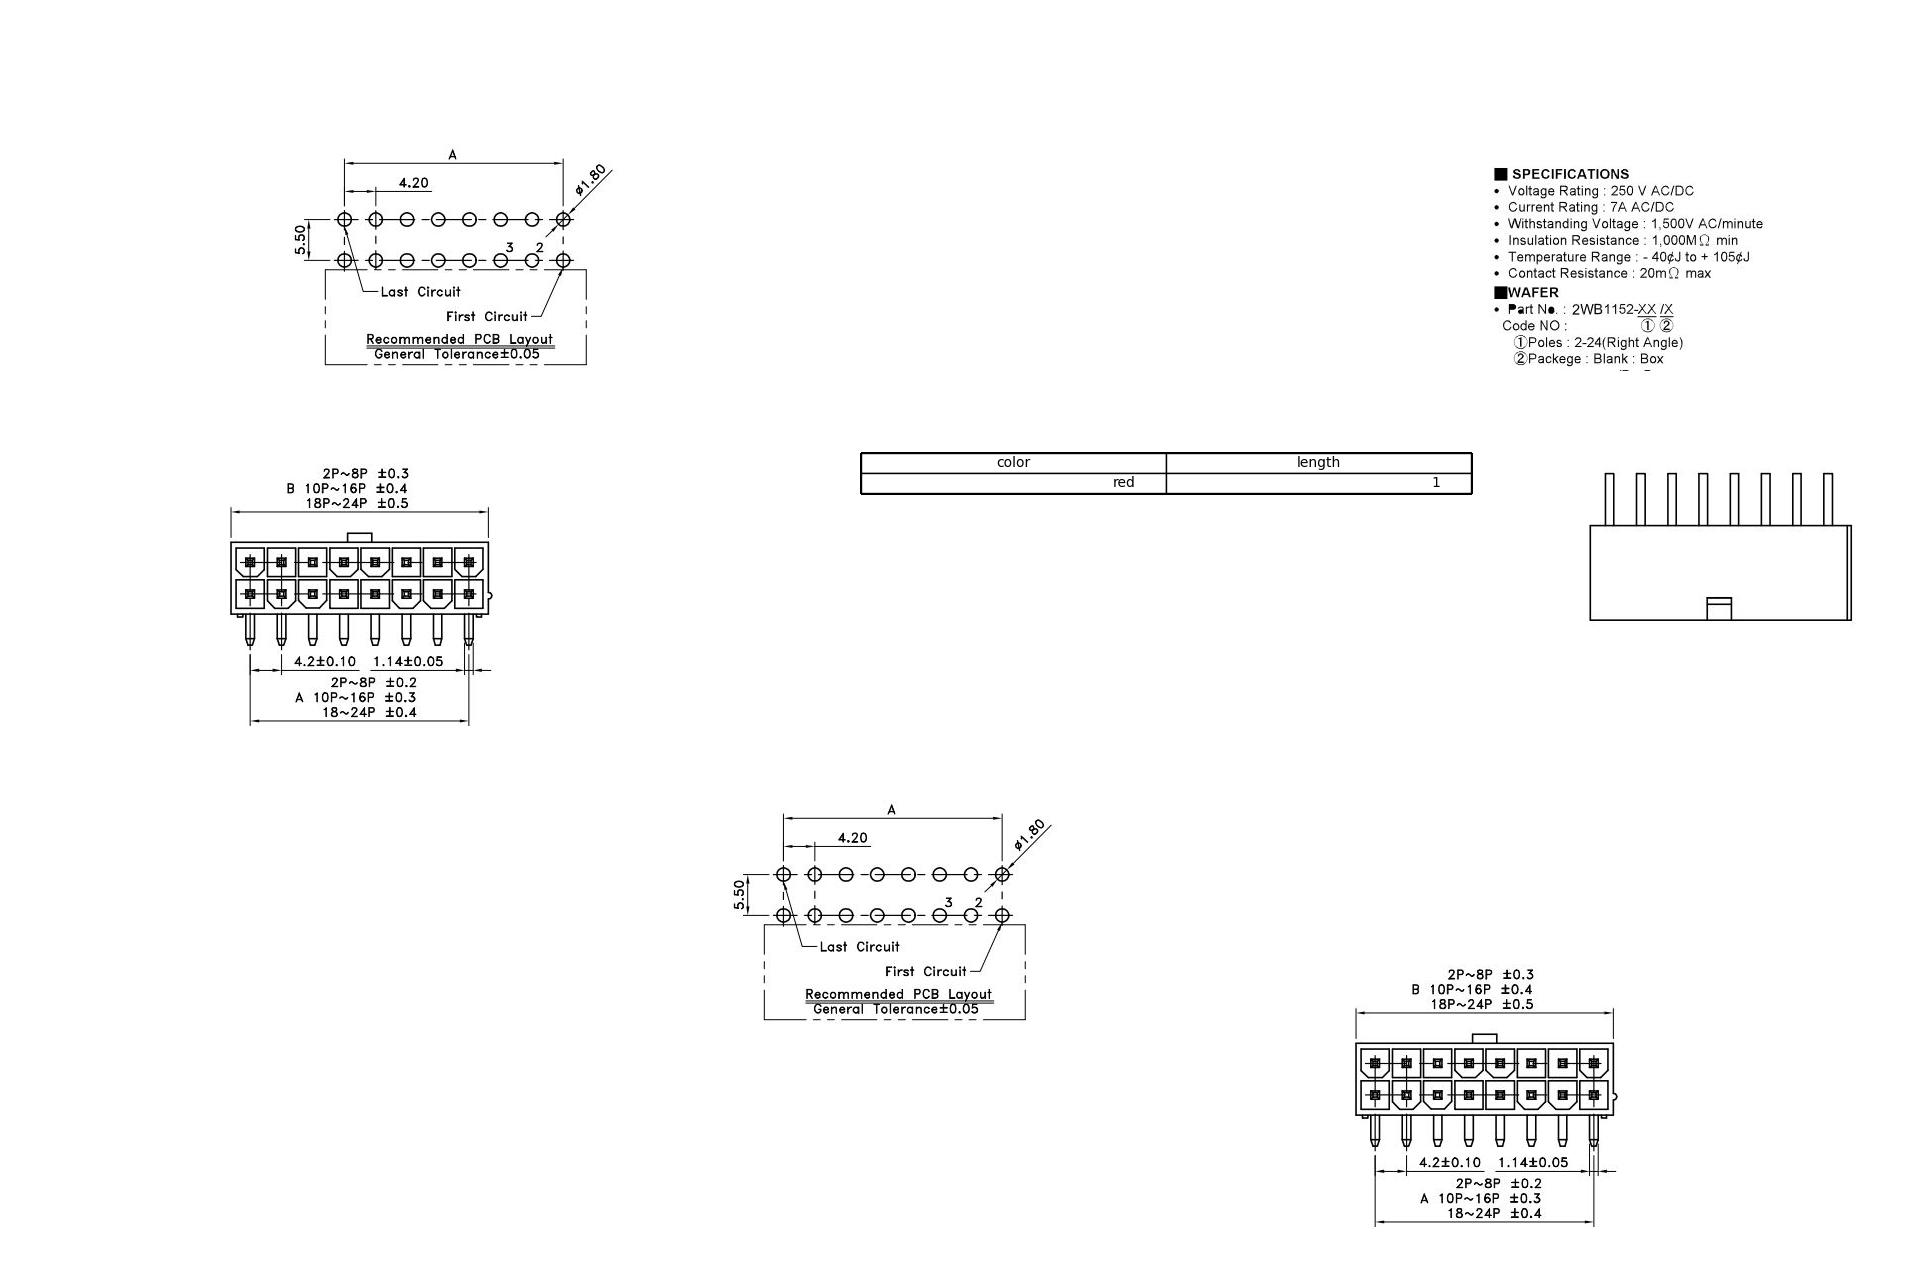 A
4.20
ø1.80
5.50
3 2
Last Circuit
First Circuit
Recommended PCB Layout
General Tolerance±0.05
■ SPECIFICATIONS
• Voltage Rating : 250 V AC/DC
• Current Rating : 7A AC/DC
• Withstanding Voltage : 1,500V AC/minute
• Insulation Resistance : 1,000MΩ min
• Temperature Range : - 40¢J to + 105¢J
• Contact Resistance : 20mΩ max
■WAFER
• Part No. : 2WB1152-XX /X
Code NO : ① ②
①Poles : 2-24(Right Angle)
②Packege : Blank : Box
color length
red 1
2P~8P ±0.3
B 10P~16P ±0.4
18P~24P ±0.5
4.2±0.10 1.14±0.05
2P~8P ±0.2
A 10P~16P ±0.3
18~24P ±0.4
A
4.20
ø1.80
5.50
3 2
Last Circuit
First Circuit
Recommended PCB Layout
General Tolerance±0.05
2P~8P ±0.3
B 10P~16P ±0.4
18P~24P ±0.5
4.2±0.10 1.14±0.05
2P~8P ±0.2
A 10P~16P ±0.3
18~24P ±0.4